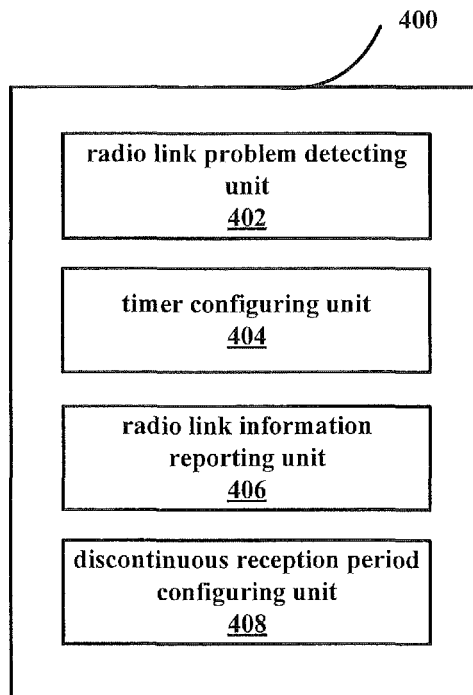 400
radio link problem detecting
unit
402
timer configuring unit
404
radio link information
reporting unit
406
discontinuous reception period
configuring unit
408